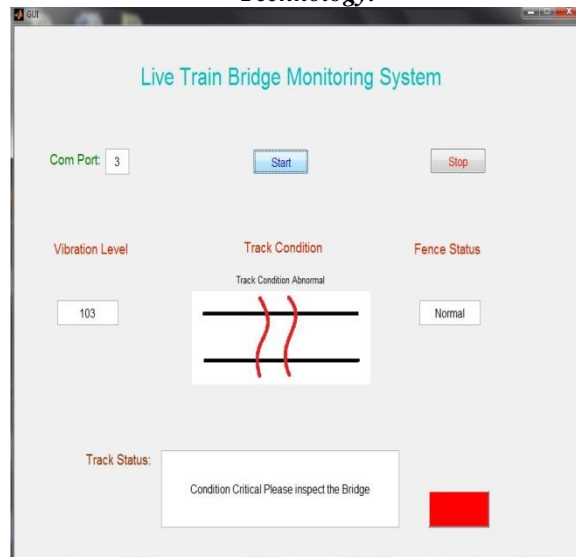 Technology.
GUI
Live Train Bridge Monitoring System
Com Port: 3 Start Stop
Vibration Level Track Condition Fence Status
Track Condition Abnormal
103 Normal
Track Status:
Condition Critical Please inspect the Bridge